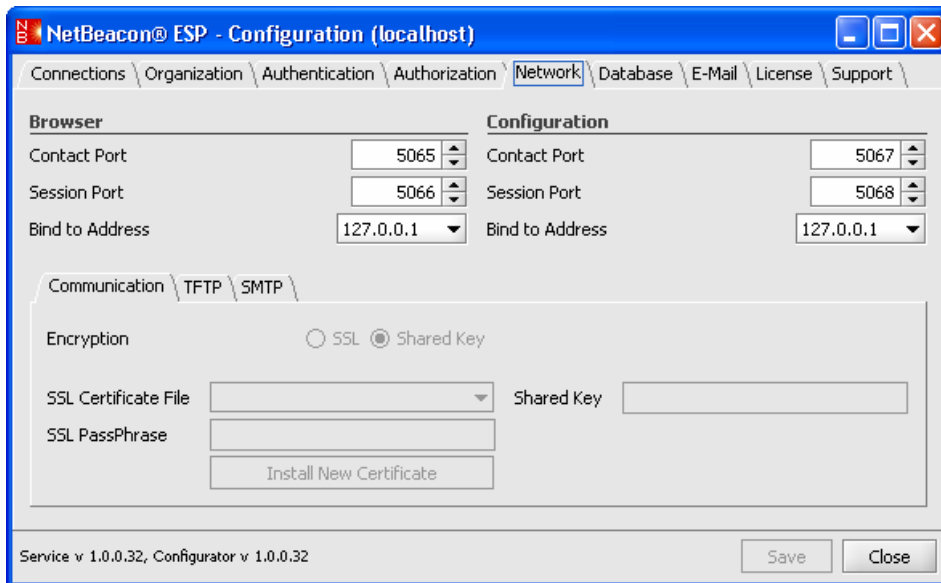 NetBeacon® ESP - Configuration (localhost)
Connections Organization Authentication Authorization Network Database E-Mail License Support
Browser Configuration
Contact Port 5065 Contact Port 5067
Session Port 5066 Session Port 5068
Bind to Address 127.0.0.1 Bind to Address 127.0.0.1
Communication TFTP SMTP
Encryption SSL Shared Key
SSL Certificate File Shared Key
SSL PassPhrase
Install New Certificate
Service v 1.0.0.32, Configurator v 1.0.0.32 Save Close